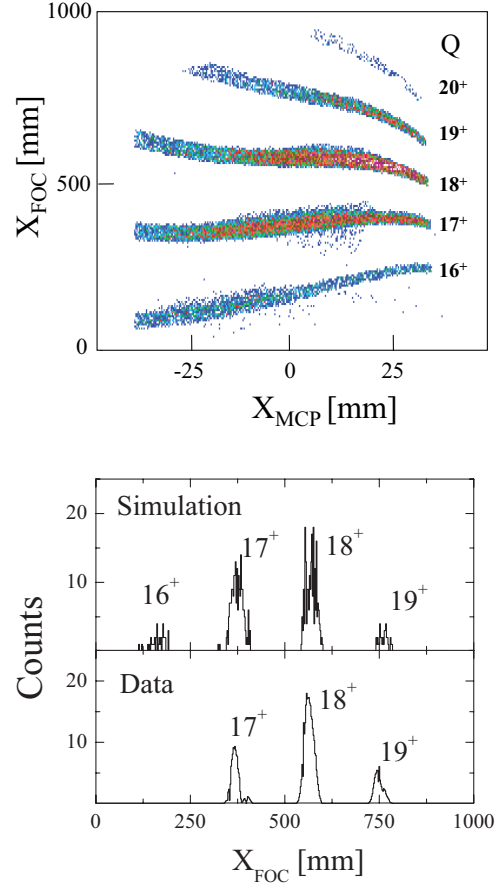 1000
Q
20+
19+
X_FOC [mm]
500
18+
17+
16+
0
-25 0 25
X_MCP [mm]
Simulation
20
17+ 18+
10
16+ 19+
Counts
Data
20
18+
17+
10
19+
0 250 500 750 1000
X_FOC [mm]